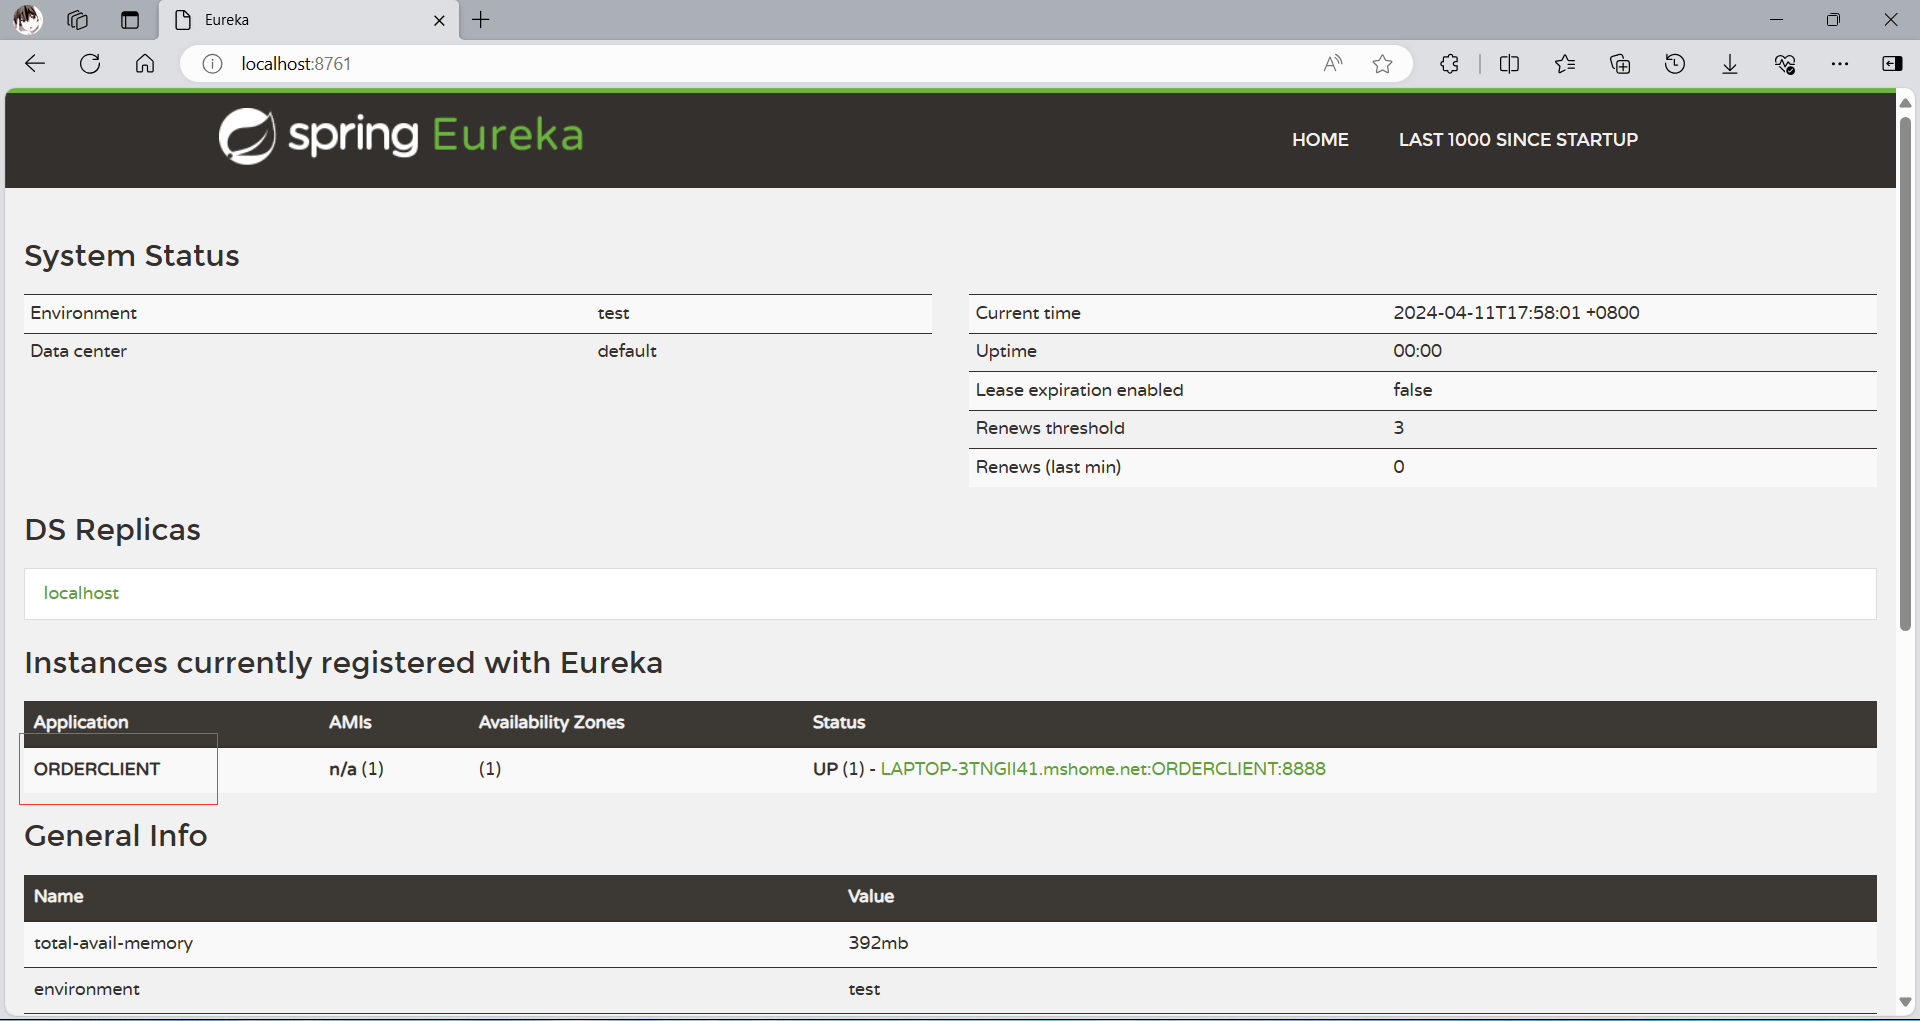 Eureka
localhost:8761
spring Eureka
HOME
LAST 1000 SINCE STARTUP
System Status
Environment test
Data center default
Current time 2024-04-11T17:58:01 +0800
Uptime 00:00
Lease expiration enabled false
Renews threshold 3
Renews (last min) 0
DS Replicas
localhost
Instances currently registered with Eureka
Application AMIs Availability Zones Status
ORDERCLIENT n/a (1) (1) UP (1) - LAPTOP-3TNGII41.mshome.net:ORDERCLIENT:8888
General Info
Name Value
total-avail-memory 392mb
environment test